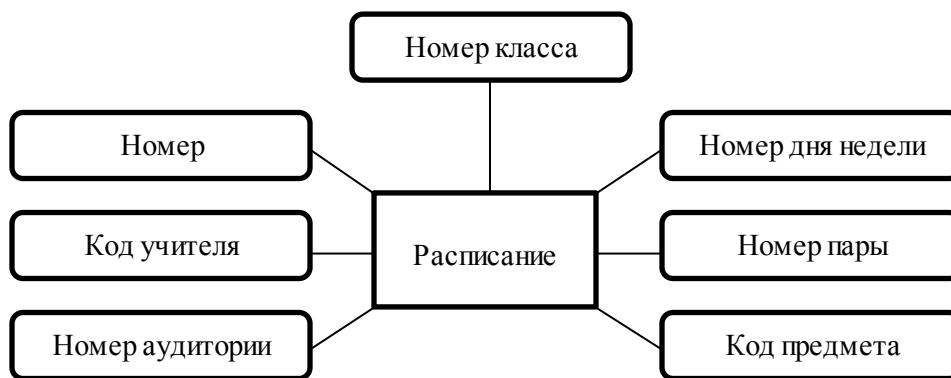 Номер класса
Номер
Номер дня недели
Код учителя
Расписание
Номер пары
Номер аудитории
Код предмета